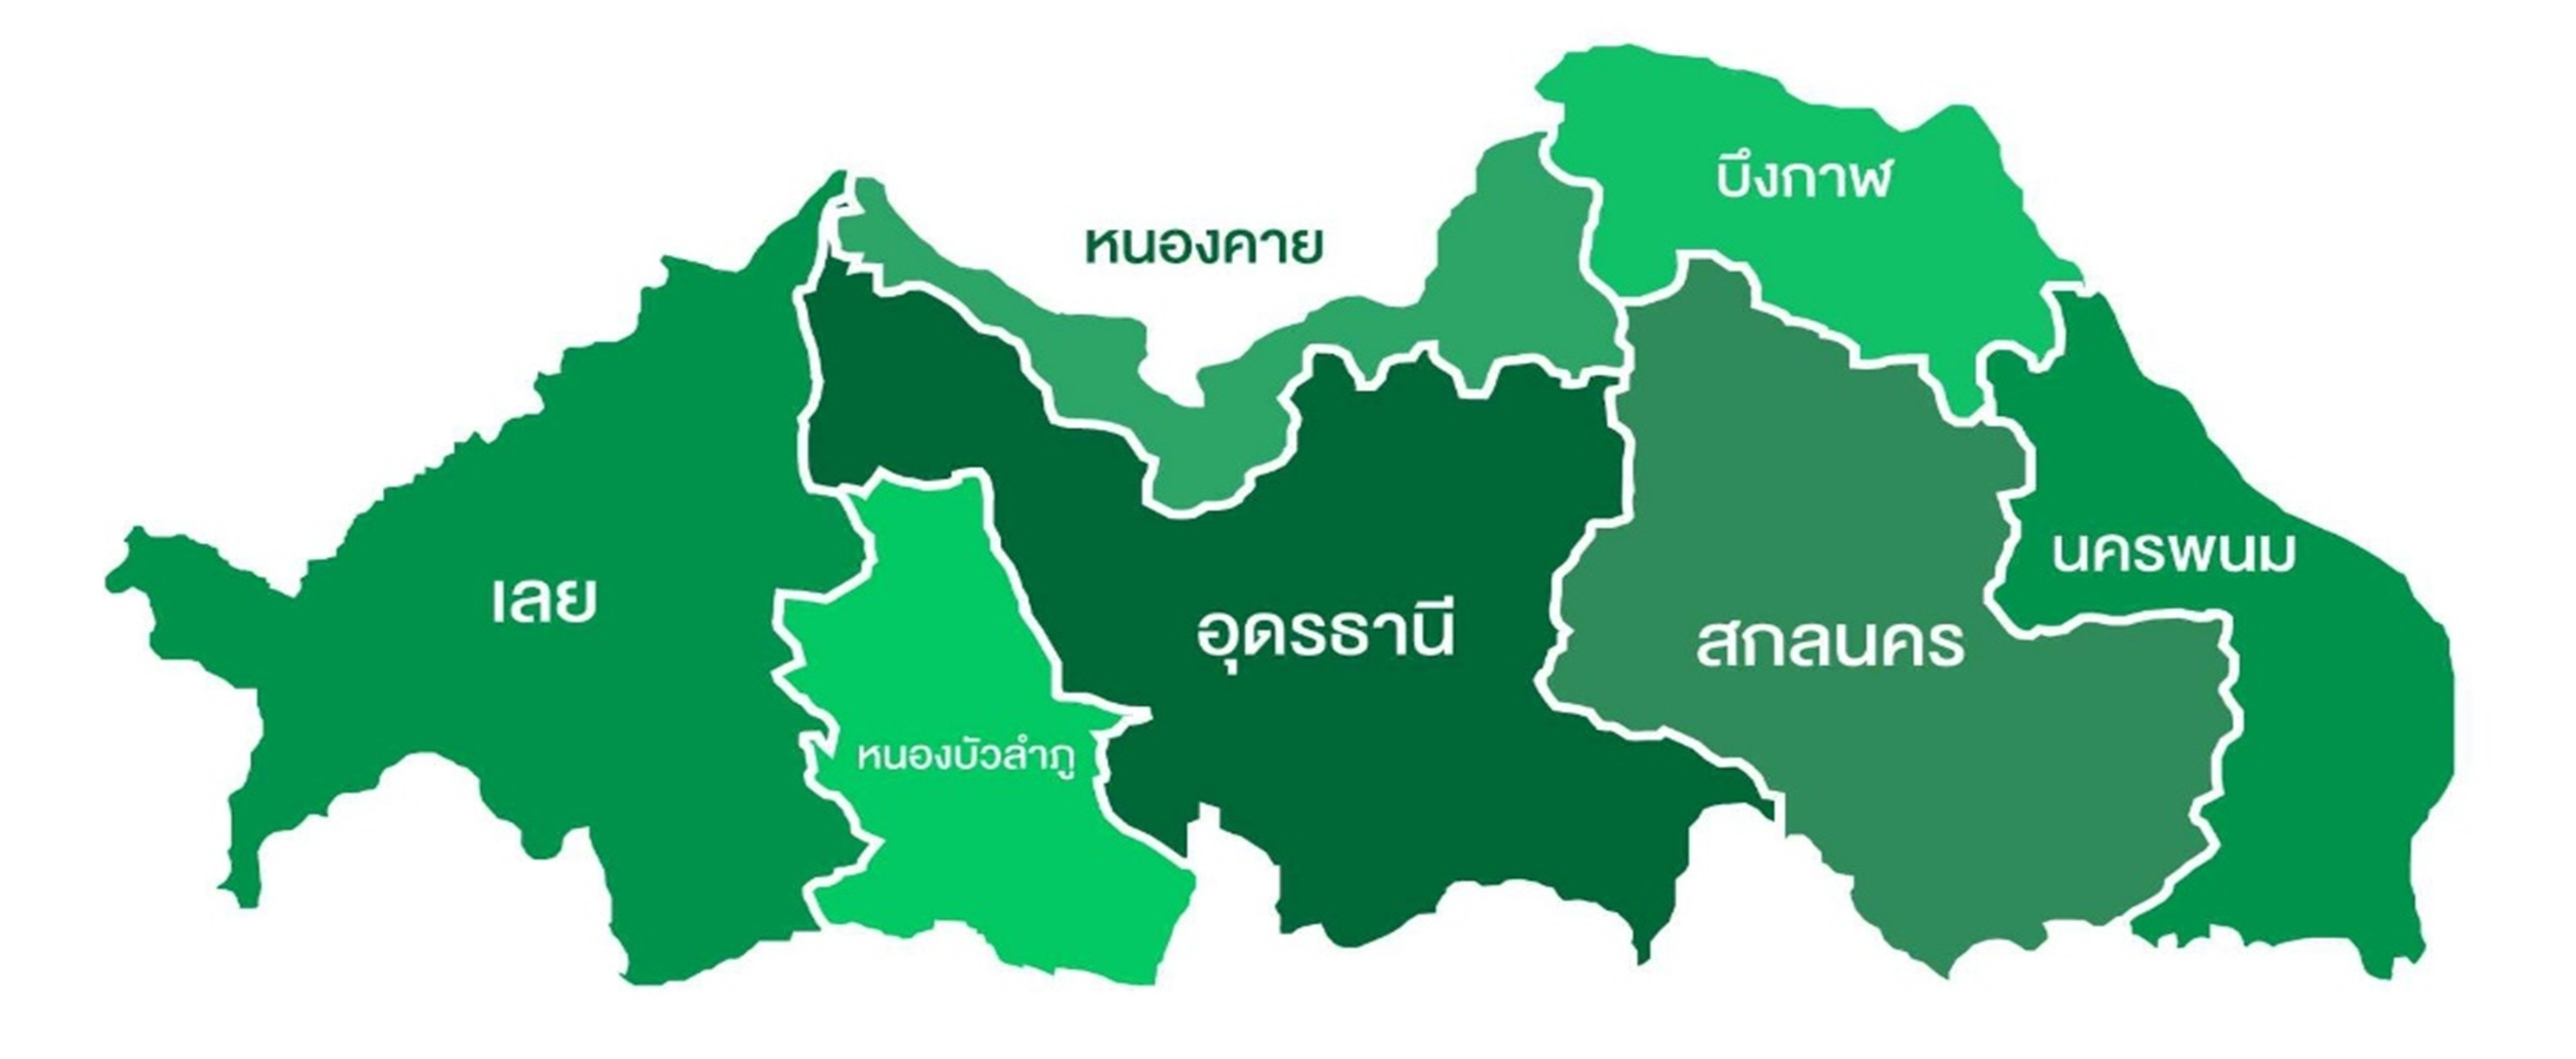 บึงกาฬ
หนองคาย
นครพนม
เลย
อุดรธานี
สกลนคร
หนองบัวลำภู